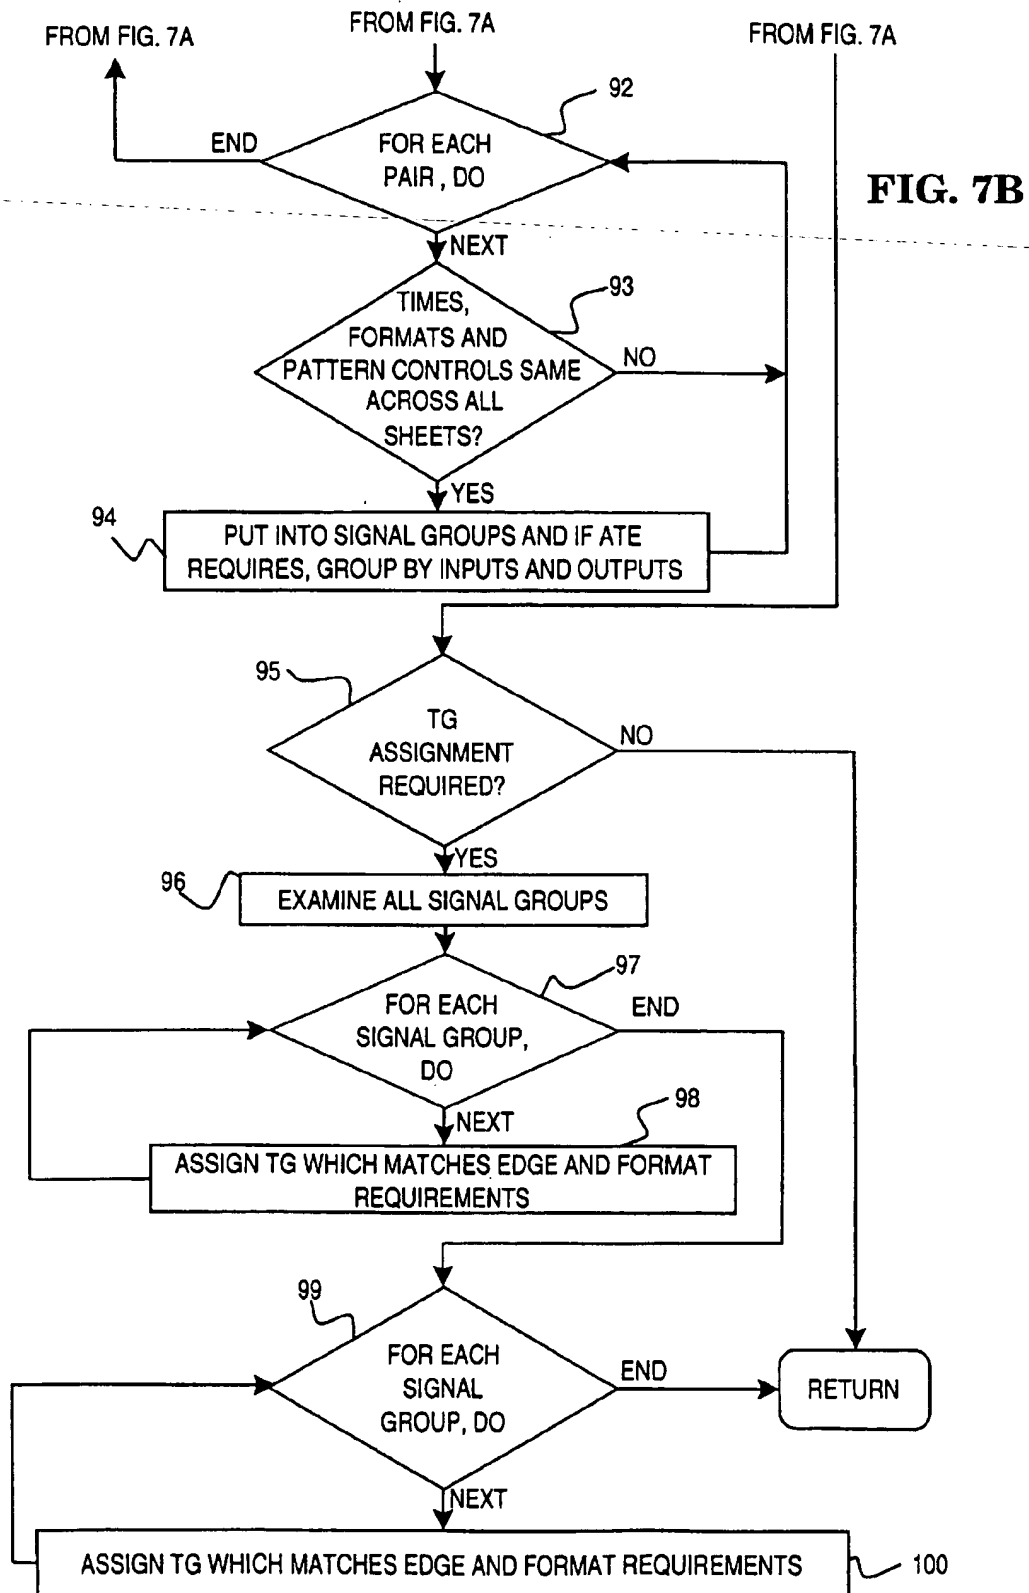 FROM FIG. 7A
FROM FIG. 7A
FROM FIG. 7A
92
FOR EACH
PAIR , DO
END
FIG. 7B
NEXT
93
TIMES,
FORMATS AND
PATTERN CONTROLS SAME
ACROSS ALL
SHEETS?
NO
YES
94
PUT INTO SIGNAL GROUPS AND IF ATE
REQUIRES, GROUP BY INPUTS AND OUTPUTS
95
TG
ASSIGNMENT
REQUIRED?
NO
YES
96
EXAMINE ALL SIGNAL GROUPS
97
FOR EACH
SIGNAL GROUP,
DO
END
NEXT
98
ASSIGN TG WHICH MATCHES EDGE AND FORMAT
REQUIREMENTS
99
FOR EACH
SIGNAL
GROUP, DO
END
RETURN
NEXT
ASSIGN TG WHICH MATCHES EDGE AND FORMAT REQUIREMENTS
100